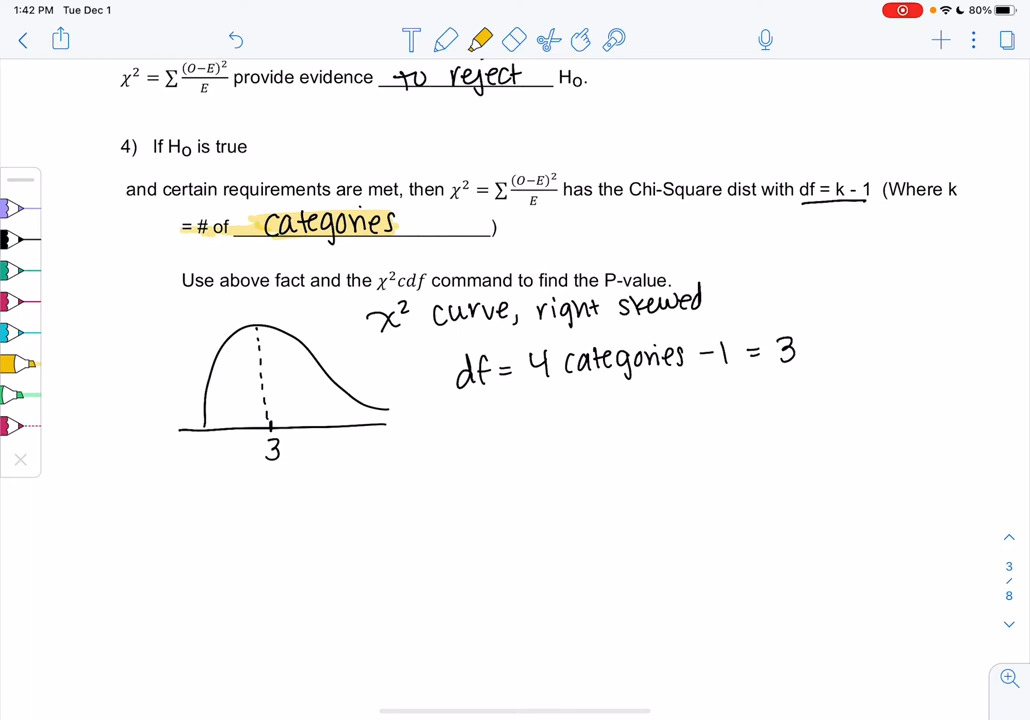 1:42 PM Tue Dec 1
80%
χ² = Σ (O−E)²/E provide evidence to reject H₀.
4) If H₀ is true
and certain requirements are met, then χ² = Σ (O−E)²/E has the Chi-Square dist with df = k - 1 (Where k
= # of categories)
Use above fact and the χ²cdf command to find the P-value.
x² curve, right skewed
df = 4 categories -1 = 3
3
3
/
8